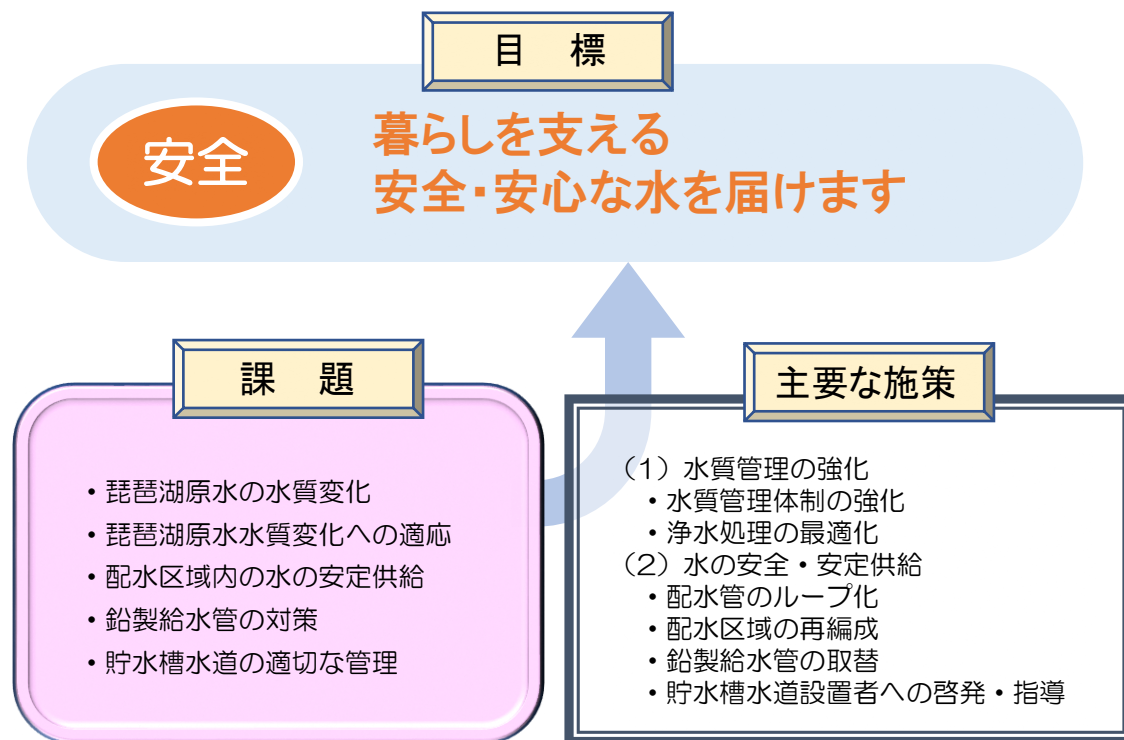 目 標
安全
暮らしを支える
安全・安心な水を届けます
課 題
・琵琶湖原水の水質変化
・琵琶湖原水水質変化への適応
・配水区域内の水の安定供給
・鉛製給水管の対策
・貯水槽水道の適切な管理
主要な施策
（1）水質管理の強化
・水質管理体制の強化
・浄水処理の最適化
（2）水の安全・安定供給
・配水管のループ化
・配水区域の再編成
・鉛製給水管の取替
・貯水槽水道設置者への啓発・指導